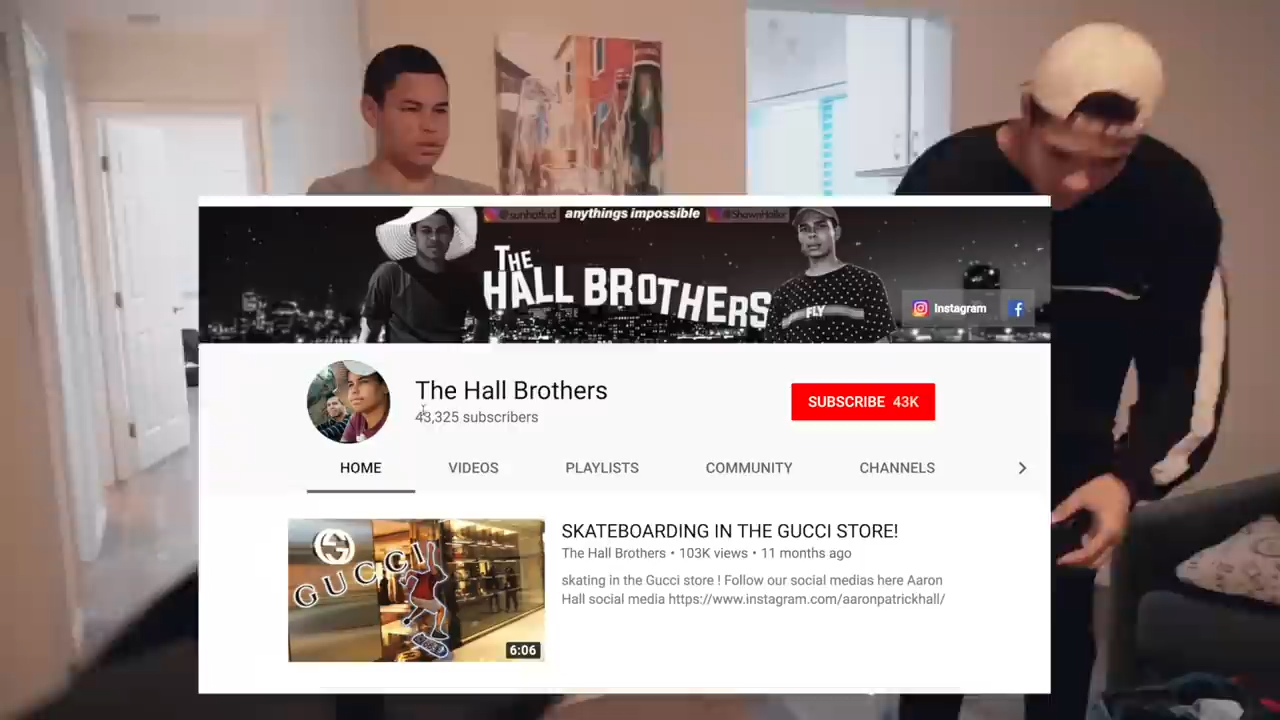 @sunhatkid anythings impossible @ShawnHaller
THE
HALL BROTHERS
FLY
Instagram
The Hall Brothers
43,325 subscribers
SUBSCRIBE 43K
HOME VIDEOS PLAYLISTS COMMUNITY CHANNELS
SKATEBOARDING IN THE GUCCI STORE!
The Hall Brothers • 103K views • 11 months ago
skating in the Gucci store ! Follow our social medias here Aaron
Hall social media https://www.instagram.com/aaronpatrickhall/
GUCCI
6:06